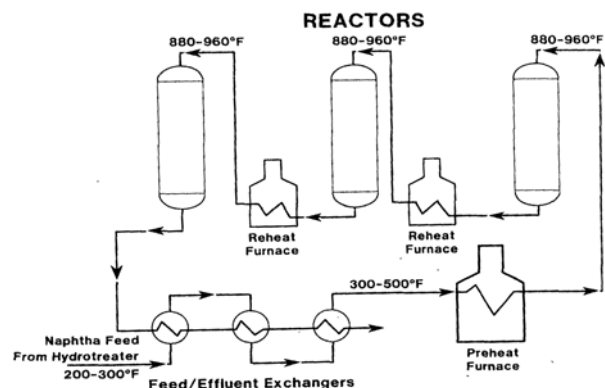 REACTORS
880-960°F
880-960°F
880-960°F
Reheat
Furnace
Reheat
Furnace
300-500°F
Naphtha Feed
From Hydrotreater
200-300°F
Preheat
Furnace
Feed/Effluent Exchangers